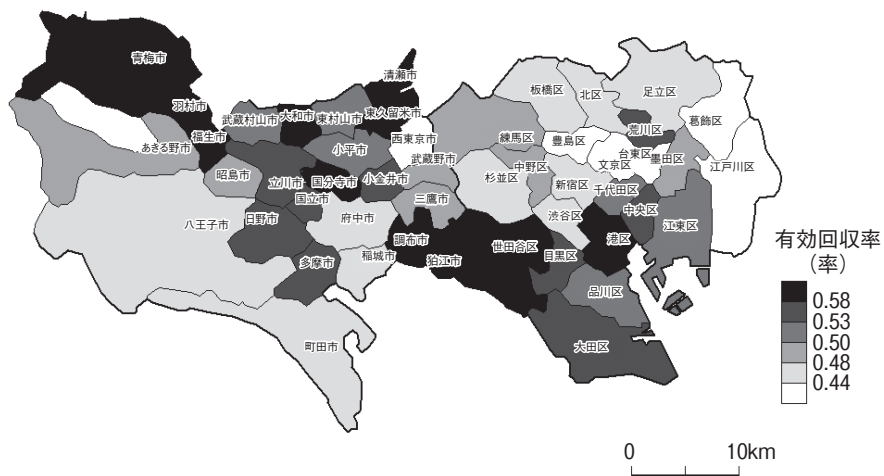 青梅市
羽村市
福生市
あきる野市
武蔵村山市
大和市
東村山市
清瀬市
東久留米市
西東京市
小平市
武蔵野市
昭島市
立川市
国分寺市
小金井市
国立市
三鷹市
八王子市
日野市
府中市
調布市
多摩市
稲城市
狛江市
町田市
板橋区
北区
足立区
葛飾区
荒川区
練馬区
豊島区
文京区
台東区
墨田区
江戸川区
中野区
杉並区
新宿区
千代田区
渋谷区
中央区
江東区
世田谷区
目黒区
港区
品川区
大田区
有効回収率
(率)
0.58
0.53
0.50
0.48
0.44
0
10km